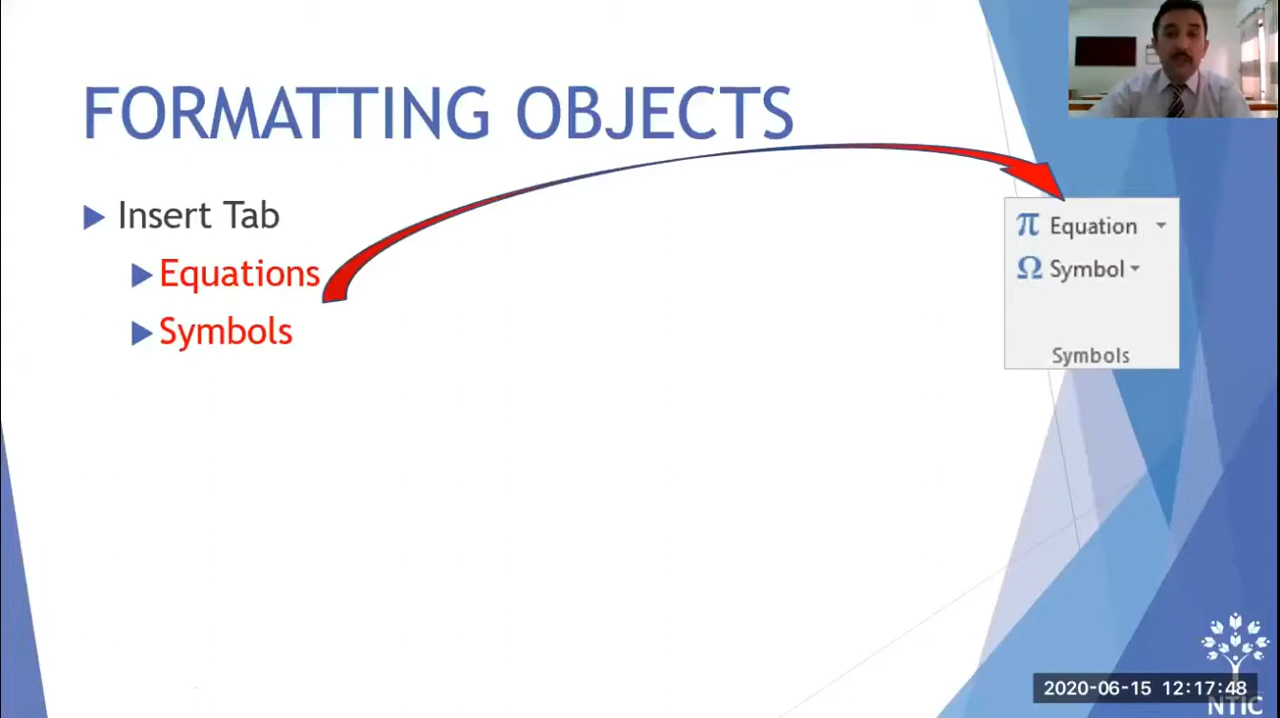 FORMATTING OBJECTS
Insert Tab
Equations
Symbols
π Equation
Ω Symbol
Symbols
2020-06-15 12:17:48
NTIC